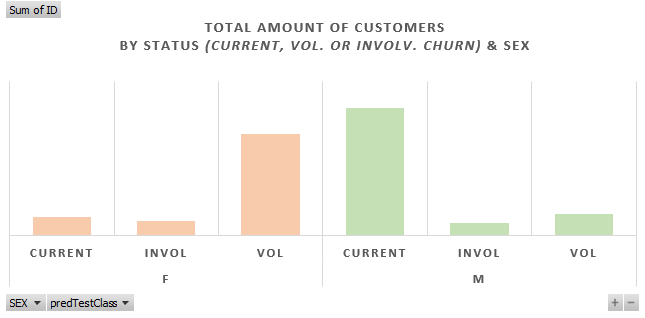 Sum of ID
TOTAL AMOUNT OF CUSTOMERS
BY STATUS (CURRENT, VOL. OR INVOLV. CHURN) & SEX
CURRENT INVOL VOL CURRENT INVOL VOL
F M
SEX predTestClass
+ −